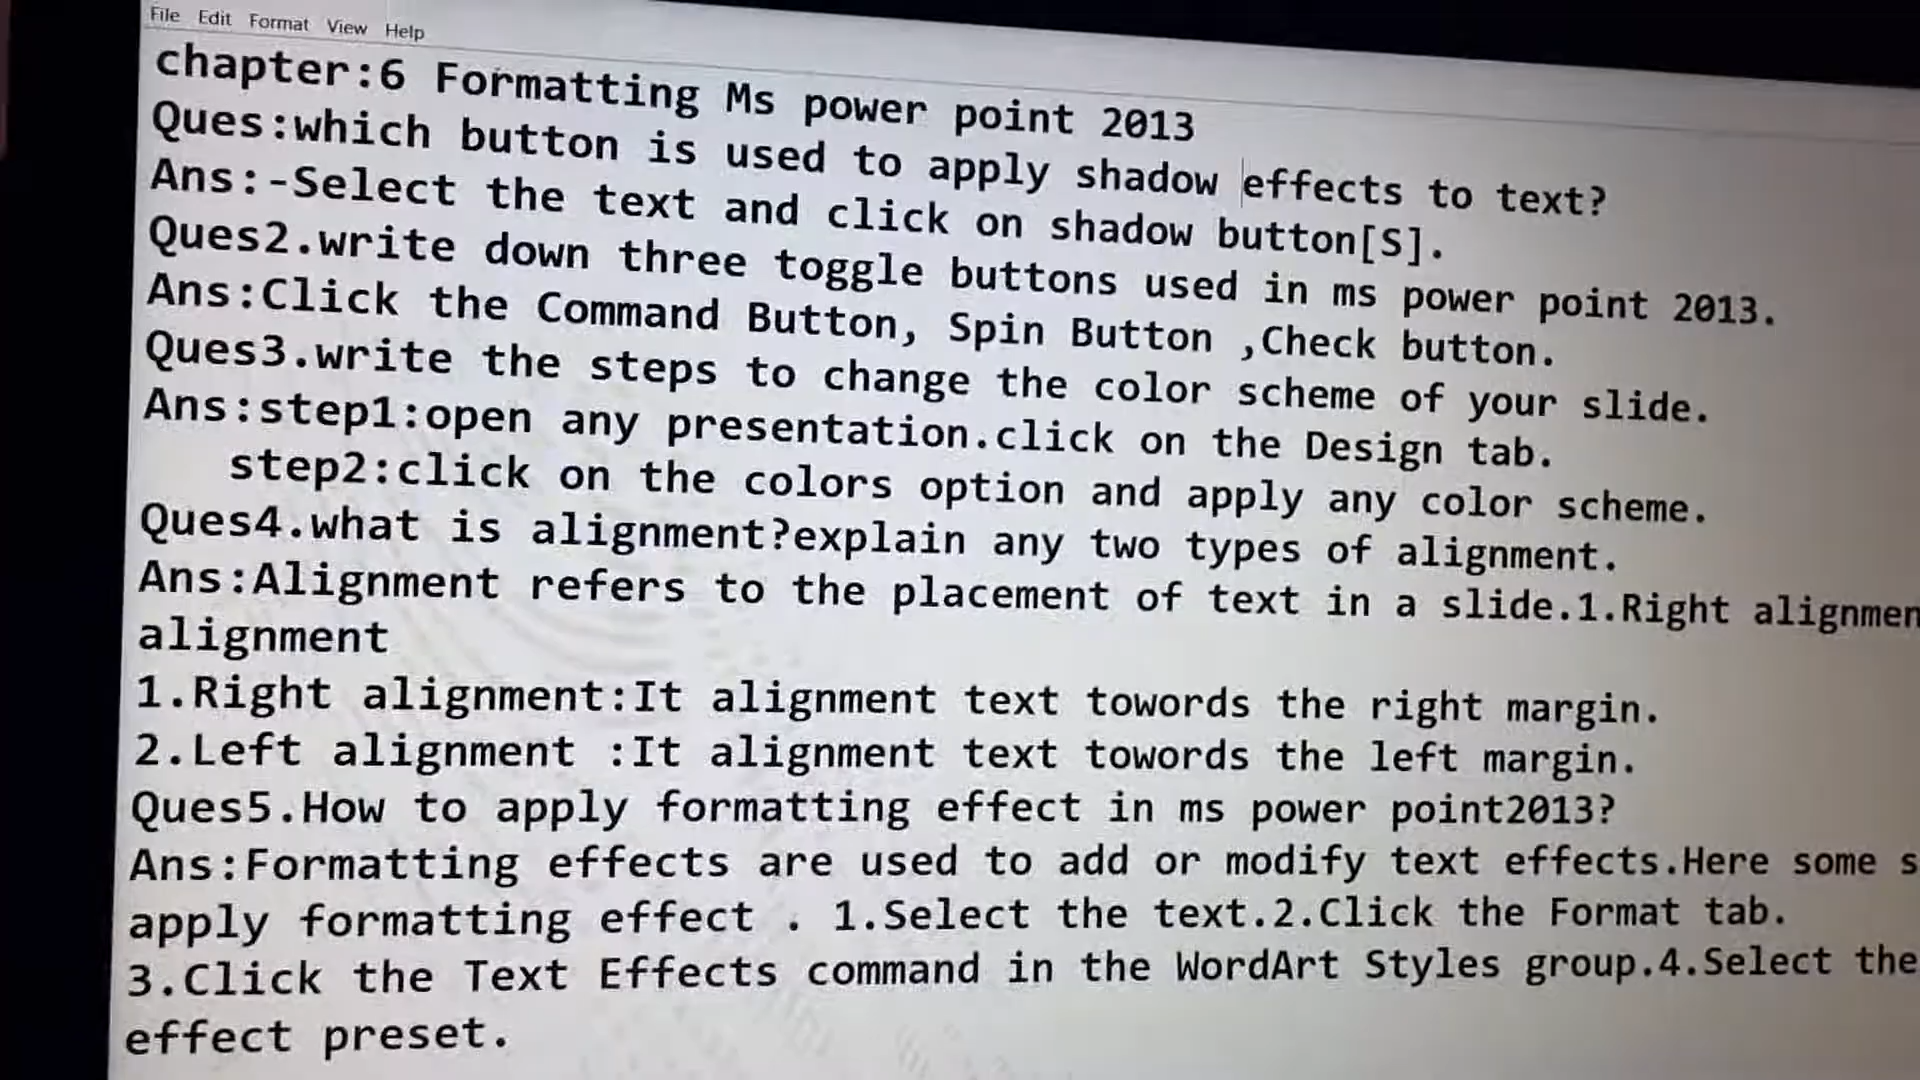 File Edit Format View Help
chapter:6 Formatting Ms power point 2013
Ques:which button is used to apply shadow effects to text?
Ans:-Select the text and click on shadow button[S].
Ques2.write down three toggle buttons used in ms power point 2013.
Ans:Click the Command Button, Spin Button ,Check button.
Ques3.write the steps to change the color scheme of your slide.
Ans:step1:open any presentation.click on the Design tab.
step2:click on the colors option and apply any color scheme.
Ques4.what is alignment?explain any two types of alignment.
Ans:Alignment refers to the placement of text in a slide.1.Right alignmen
alignment
1.Right alignment:It alignment text towords the right margin.
2.Left alignment :It alignment text towords the left margin.
Ques5.How to apply formatting effect in ms power point2013?
Ans:Formatting effects are used to add or modify text effects.Here some s
apply formatting effect . 1.Select the text.2.Click the Format tab.
3.Click the Text Effects command in the WordArt Styles group.4.Select the
effect preset.